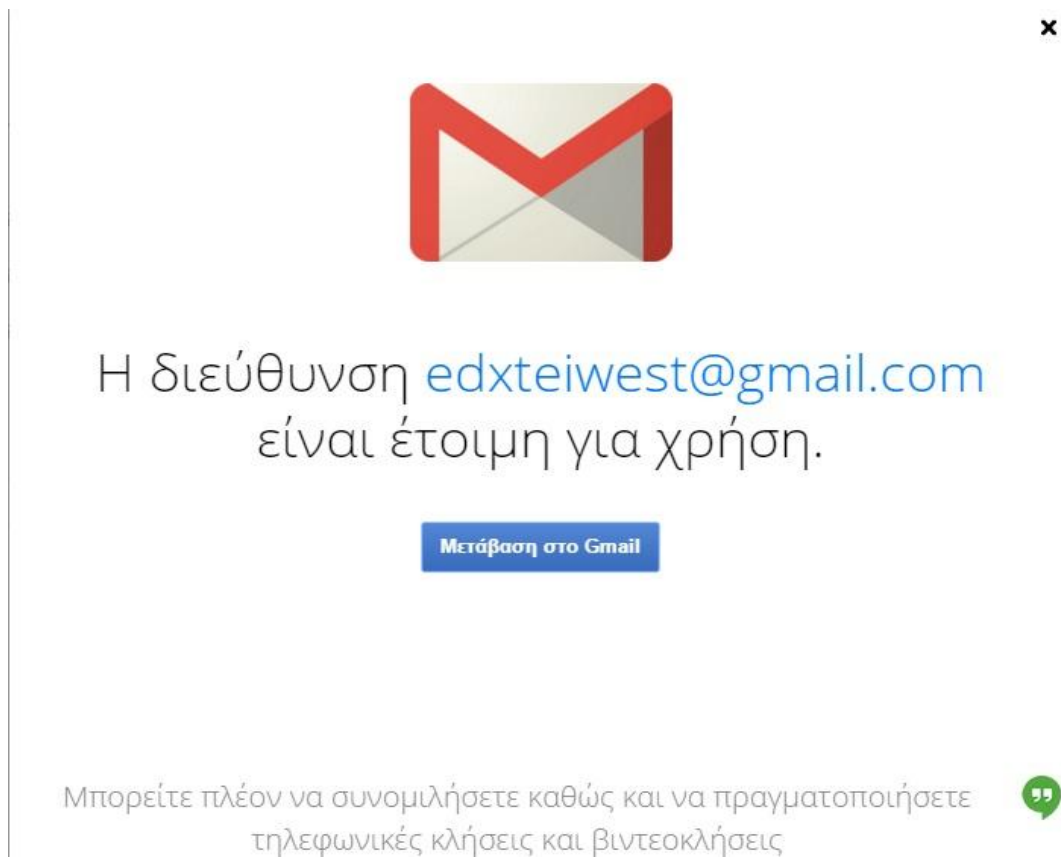 Η διεύθυνση edxteiwest@gmail.com
είναι έτοιμη για χρήση.
Μετάβαση στο Gmail
Μπορείτε πλέον να συνομιλήσετε καθώς και να πραγματοποιήσετε
τηλεφωνικές κλήσεις και βιντεοκλήσεις